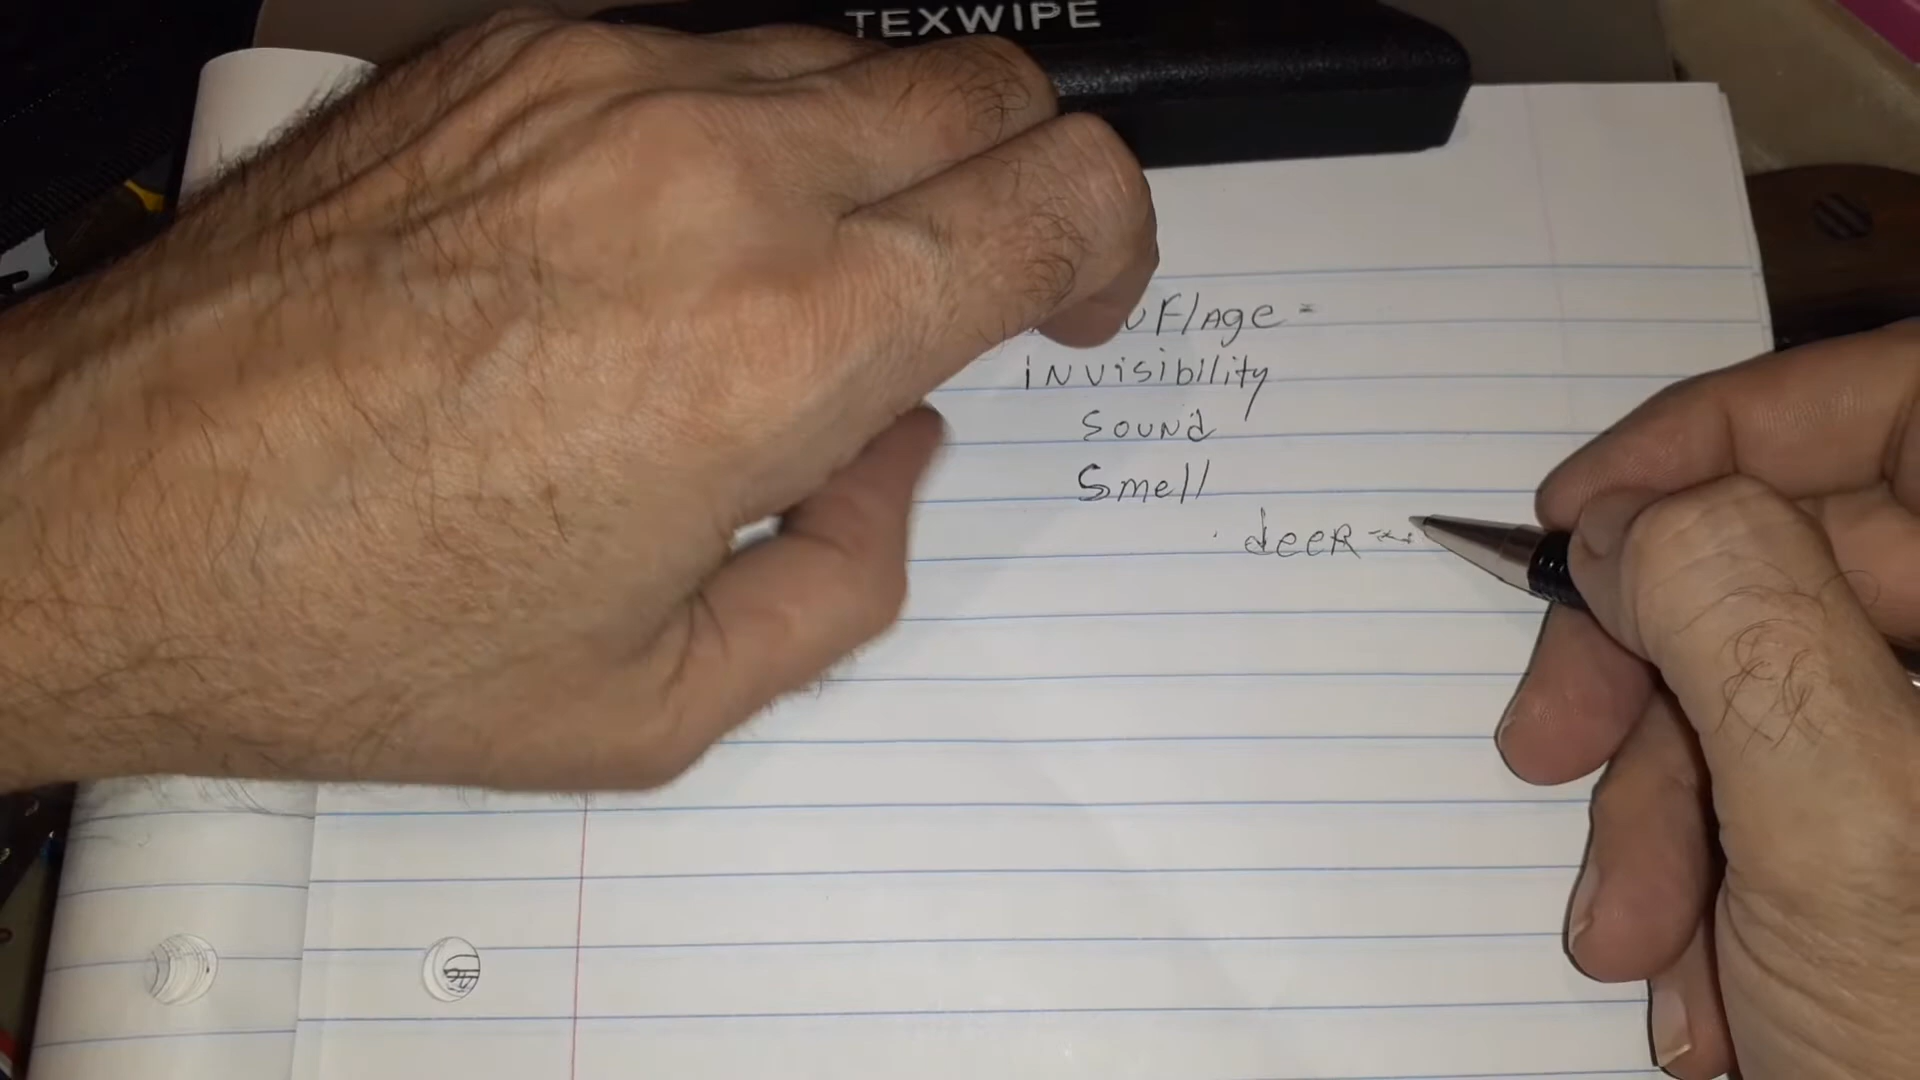 TEXWIPE
uFlAge =
iNvisibility
SOUNd
Smell
deeR